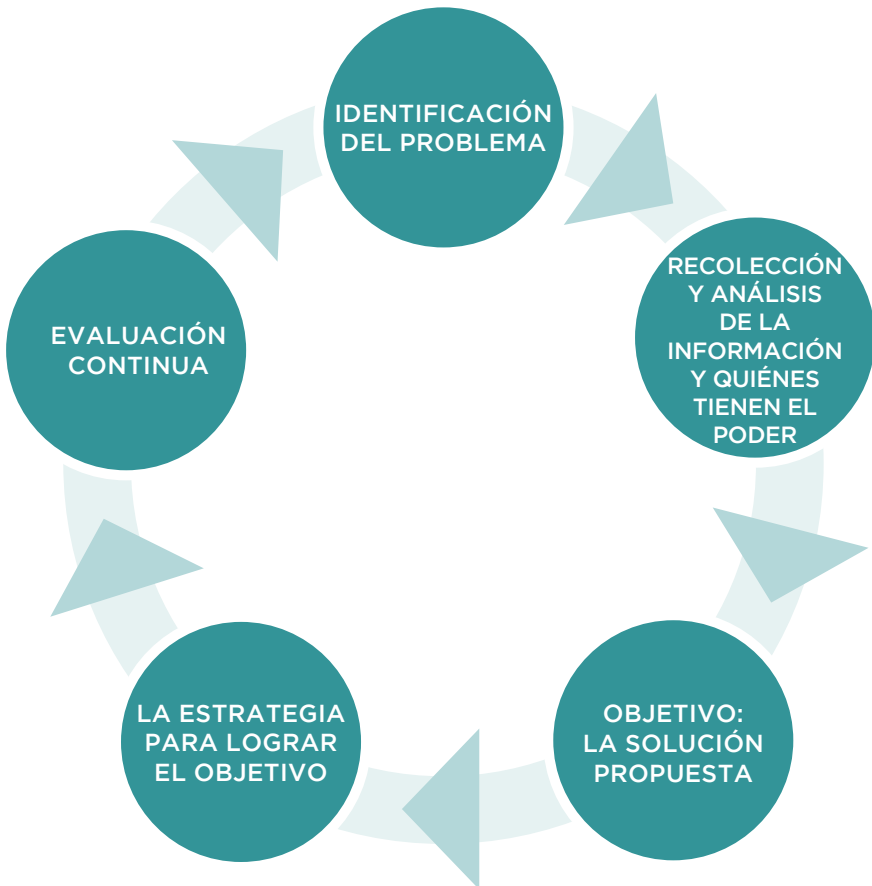 IDENTIFICACIÓN
DEL PROBLEMA
RECOLECCIÓN
Y ANÁLISIS
DE LA
INFORMACIÓN
Y QUIÉNES
TIENEN EL
PODER
OBJETIVO:
LA SOLUCIÓN
PROPUESTA
LA ESTRATEGIA
PARA LOGRAR
EL OBJETIVO
EVALUACIÓN
CONTINUA